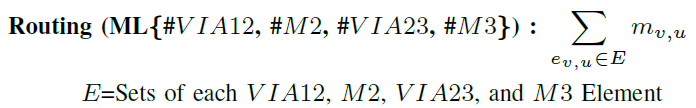 Routing (ML{#VIA12, #M2, #VIA23, #M3}) : ∑ m_{v,u}
e_{v,u}∈E
E=Sets of each VIA12, M2, VIA23, and M3 Element